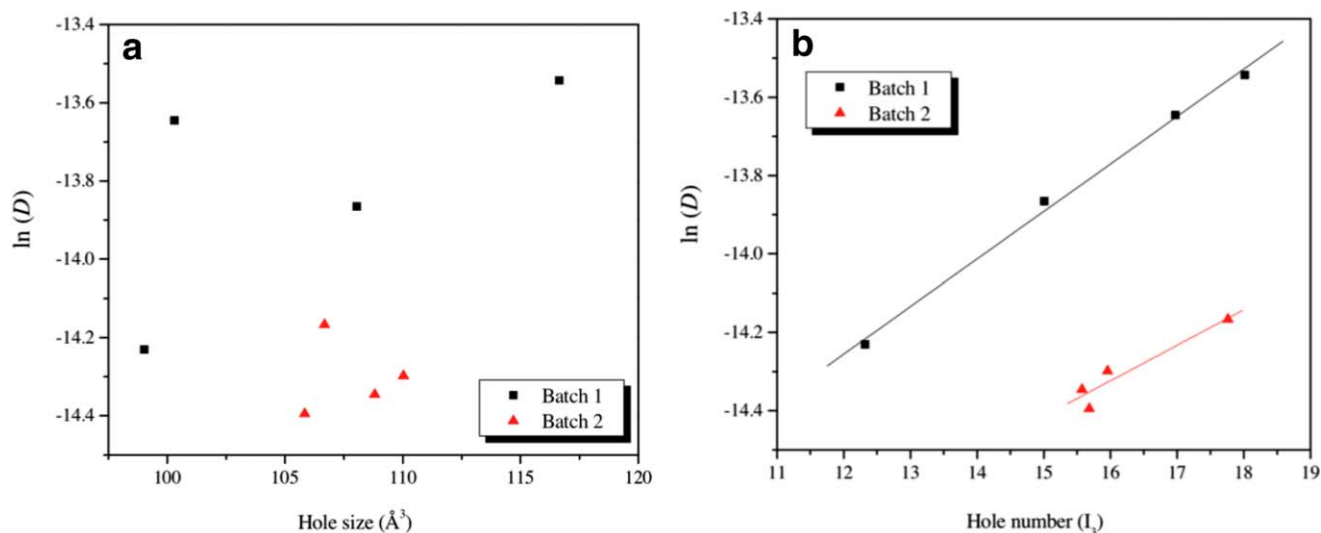 a
-13.4
-13.6
-13.8
-14.0
-14.2
-14.4
ln (D)
100 105 110 115 120
Hole size (Å³)
Batch 1
Batch 2
b
-13.4
-13.6
-13.8
-14.0
-14.2
-14.4
ln (D)
11 12 13 14 15 16 17 18 19
Hole number (I₃)
Batch 1
Batch 2